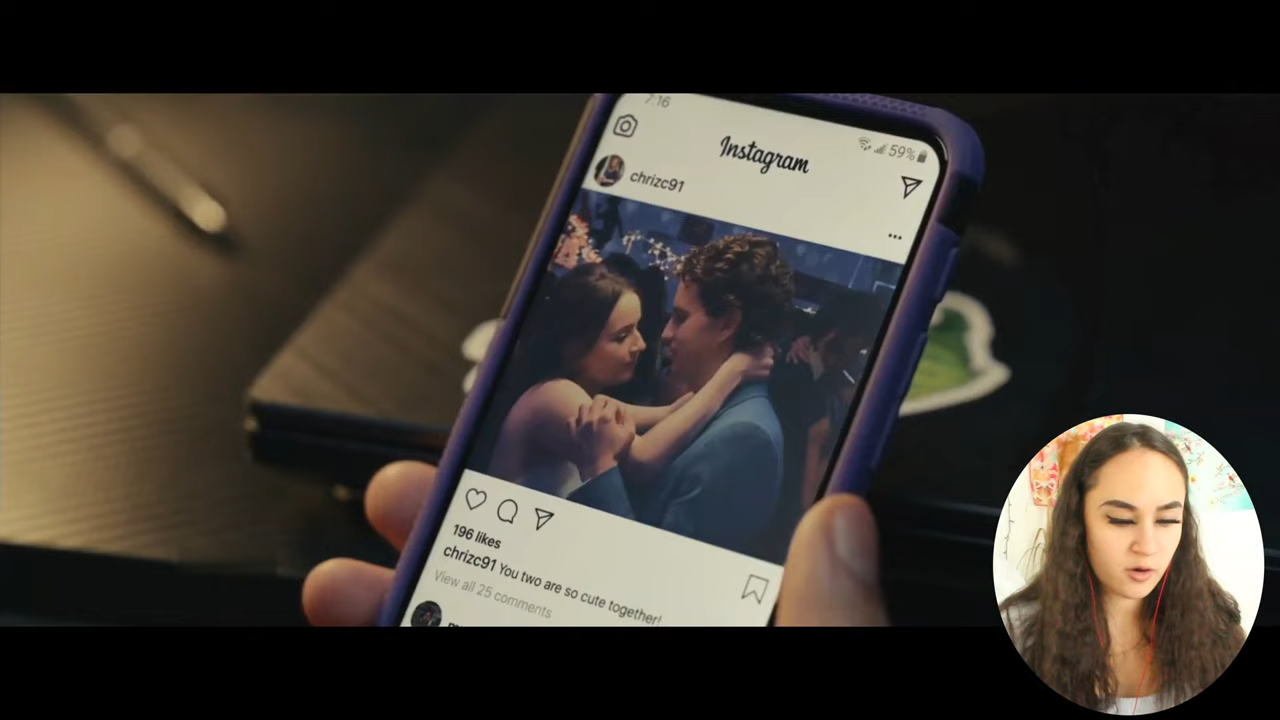 7:16
59%
Instagram
chrizc91
196 likes
chrizc91 You two are so cute together!
View all 25 comments